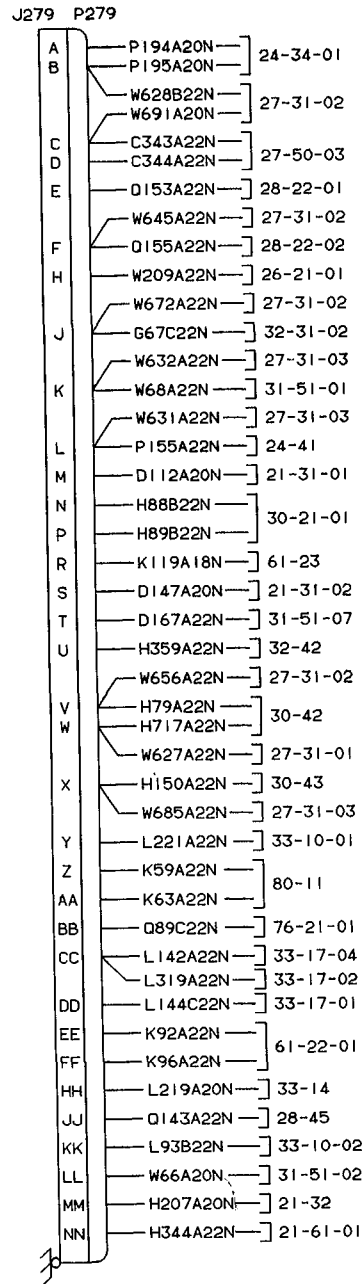 J279 P279
A P194A20N
B P195A20N 24-34-01
W628B22N
W691A20N 27-31-02
C C343A22N
D C344A22N 27-50-03
E Q153A22N 28-22-01
W645A22N 27-31-02
F Q155A22N 28-22-02
H W209A22N 26-21-01
W672A22N 27-31-02
J G67C22N 32-31-02
W632A22N 27-31-03
K W68A22N 31-51-01
W631A22N 27-31-03
L P155A22N 24-41
M D112A20N 21-31-01
N H88B22N
P H89B22N 30-21-01
R K119A18N 61-23
S D147A20N 21-31-02
T D167A22N 31-51-07
U H359A22N 32-42
W656A22N 27-31-02
V H79A22N
W H717A22N 30-42
W627A22N 27-31-01
X H150A22N 30-43
W685A22N 27-31-03
Y L221A22N 33-10-01
Z K59A22N
AA K63A22N 80-11
BB Q89C22N 76-21-01
CC L142A22N 33-17-04
L319A22N 33-17-02
DD L144C22N 33-17-01
EE K92A22N
FF K96A22N 61-22-01
HH L219A20N 33-14
JJ Q143A22N 28-45
KK L93B22N 33-10-02
LL W66A20N 31-51-02
MM H207A20N 21-32
NN H344A22N 21-61-01